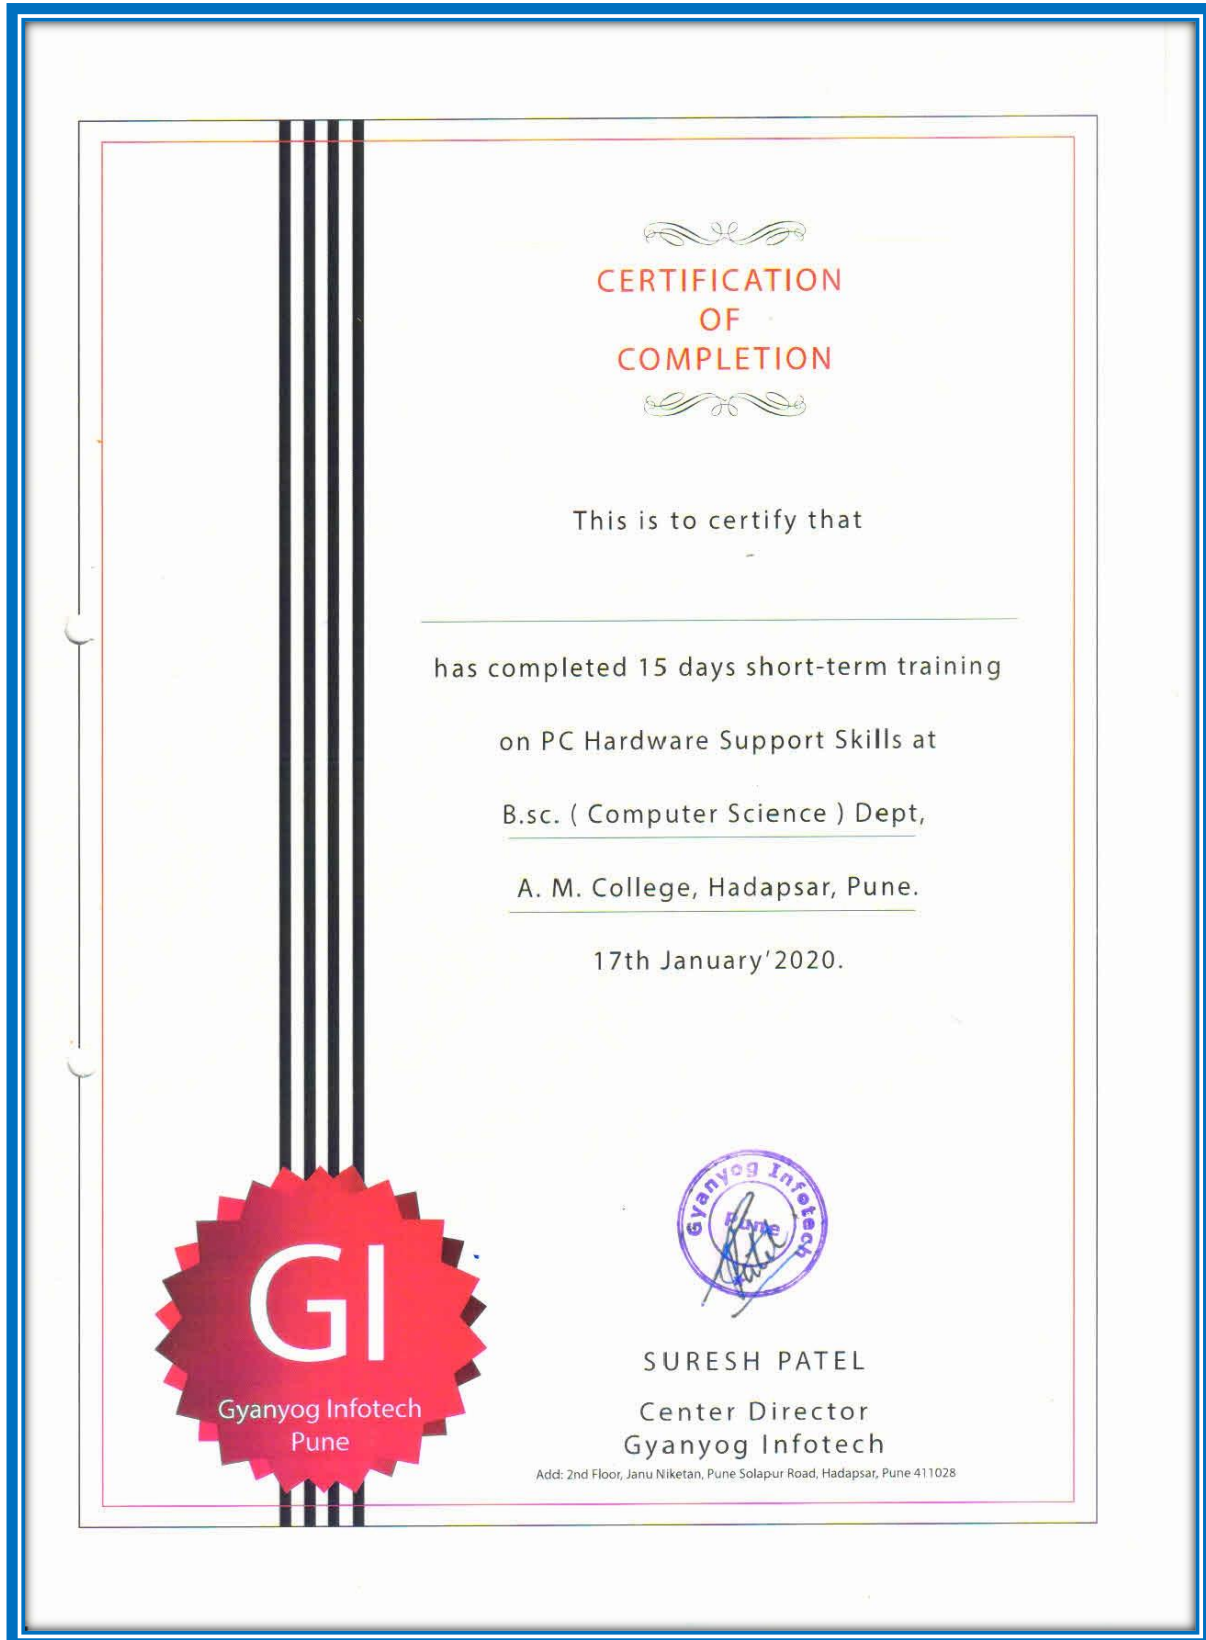 CERTIFICATION
OF
COMPLETION
This is to certify that
has completed 15 days short-term training
on PC Hardware Support Skills at
B.sc. ( Computer Science ) Dept,
A. M. College, Hadapsar, Pune.
17th January'2020.
Gyanyog Infotech
Pune
Patel
SURESH PATEL
Center Director
Gyanyog Infotech
Add: 2nd Floor, Janu Niketan, Pune Solapur Road, Hadapsar, Pune 411028
GI
Gyanyog Infotech
Pune